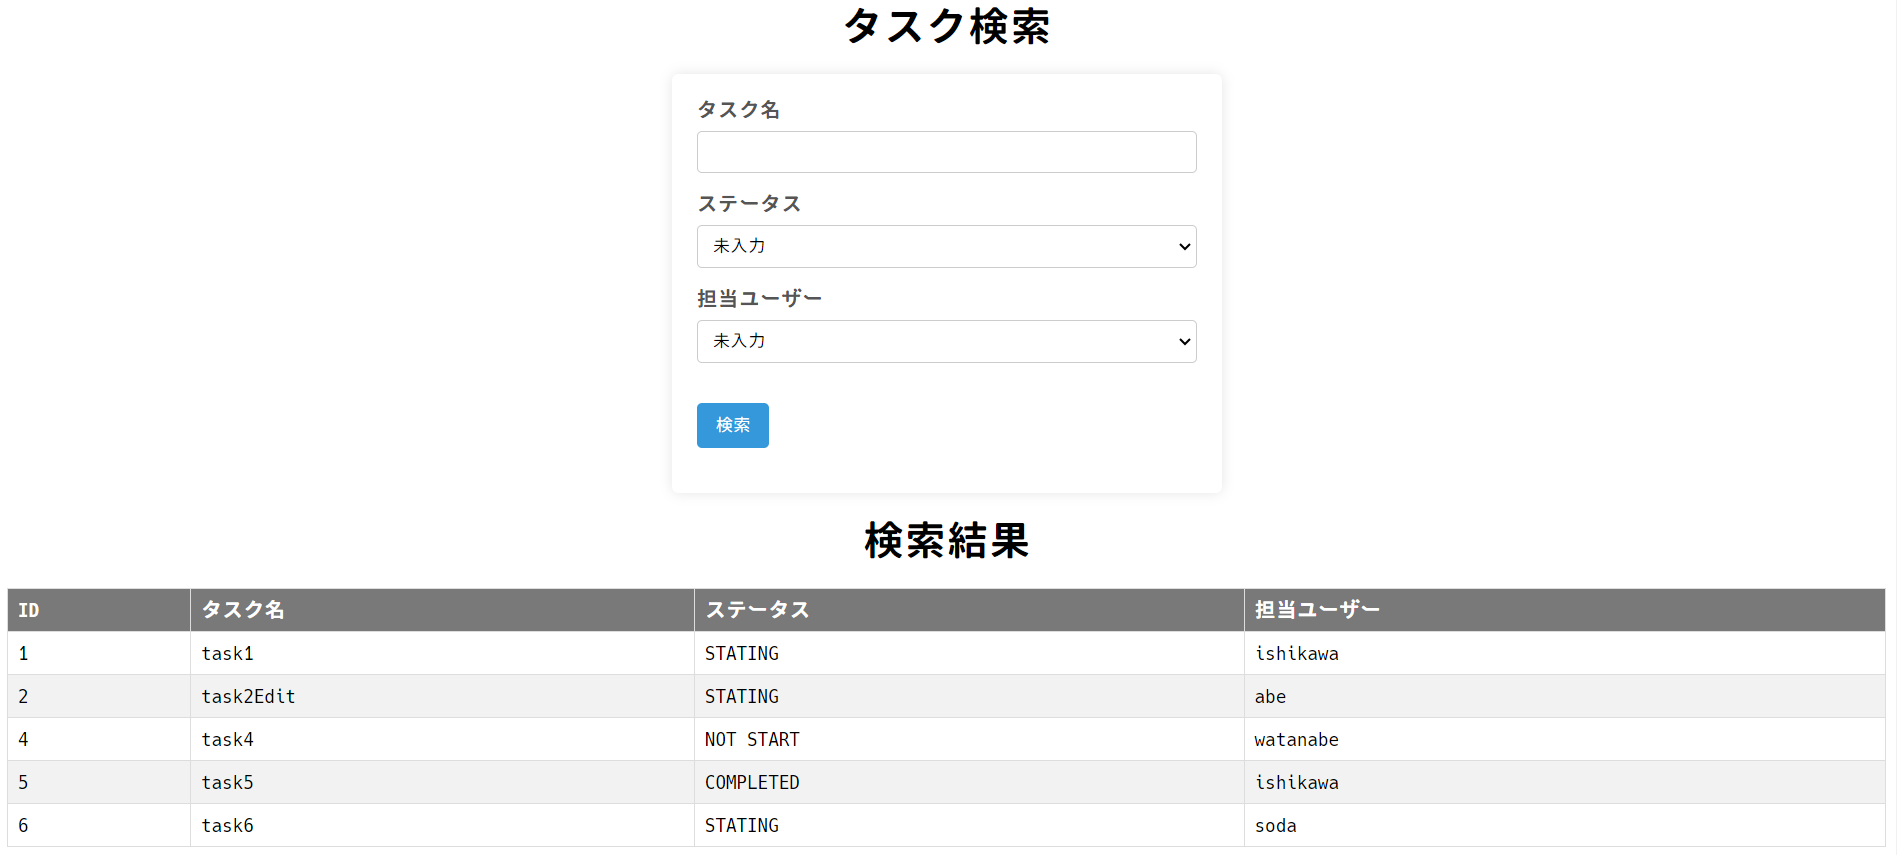 タスク検索
タスク名
ステータス
未入力
担当ユーザー
未入力
検索
検索結果
ID タスク名 ステータス 担当ユーザー
1 task1 STATING ishikawa
2 task2Edit STATING abe
4 task4 NOT START watanabe
5 task5 COMPLETED ishikawa
6 task6 STATING soda